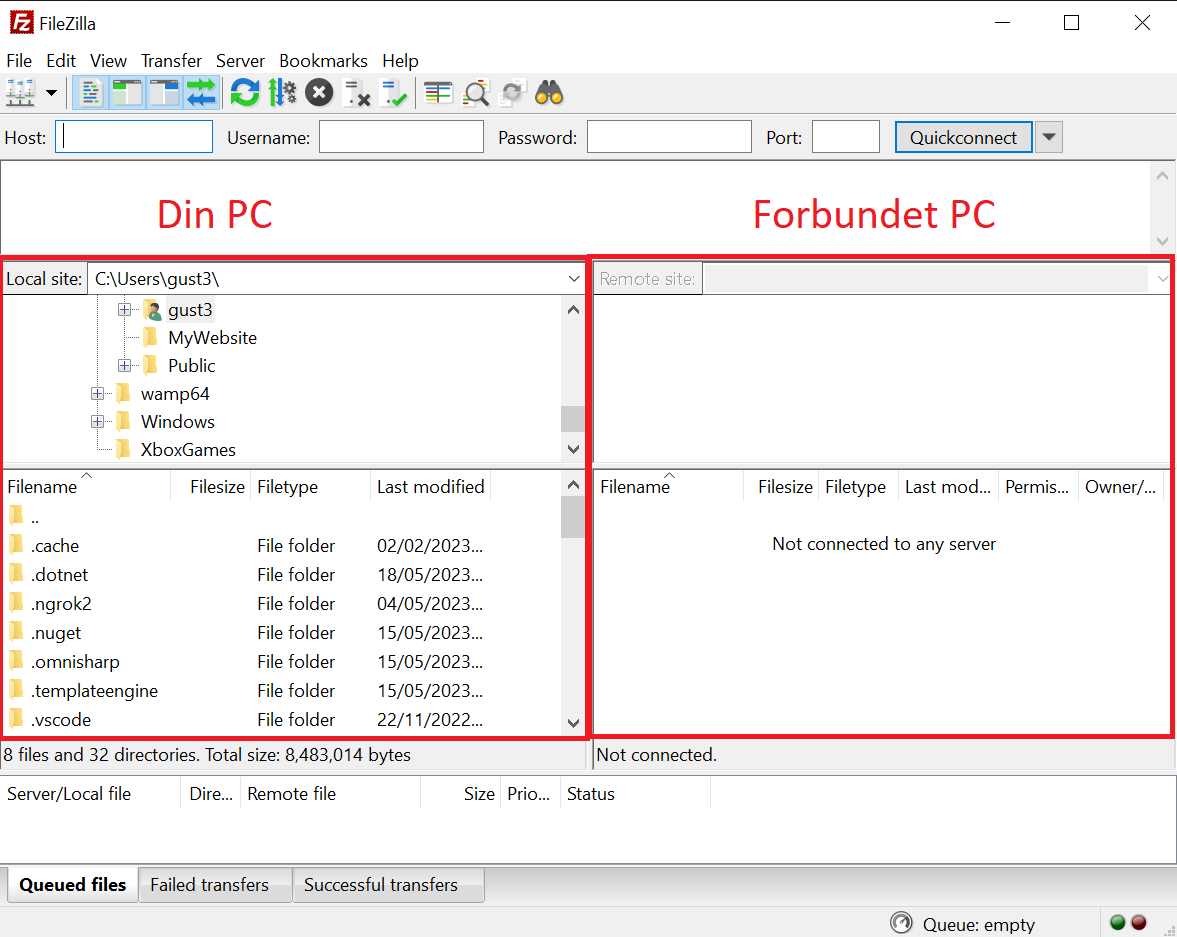 FileZilla
File Edit View Transfer Server Bookmarks Help
Host: Username: Password: Port: Quickconnect
Din PC Forbundet PC
Local site: C:\Users\gust3\ Remote site:
gust3
MyWebsite
Public
wamp64
Windows
XboxGames
Filename Filesize Filetype Last modified
..
.cache File folder 02/02/2023...
.dotnet File folder 18/05/2023...
.ngrok2 File folder 04/05/2023...
.nuget File folder 15/05/2023...
.omnisharp File folder 15/05/2023...
.templateengine File folder 15/05/2023...
.vscode File folder 22/11/2022...
8 files and 32 directories. Total size: 8,483,014 bytes
Filename Filesize Filetype Last mod... Permis... Owner/...
Not connected to any server
Not connected.
Server/Local file Dire... Remote file Size Prio... Status
Queued files Failed transfers Successful transfers
Queue: empty